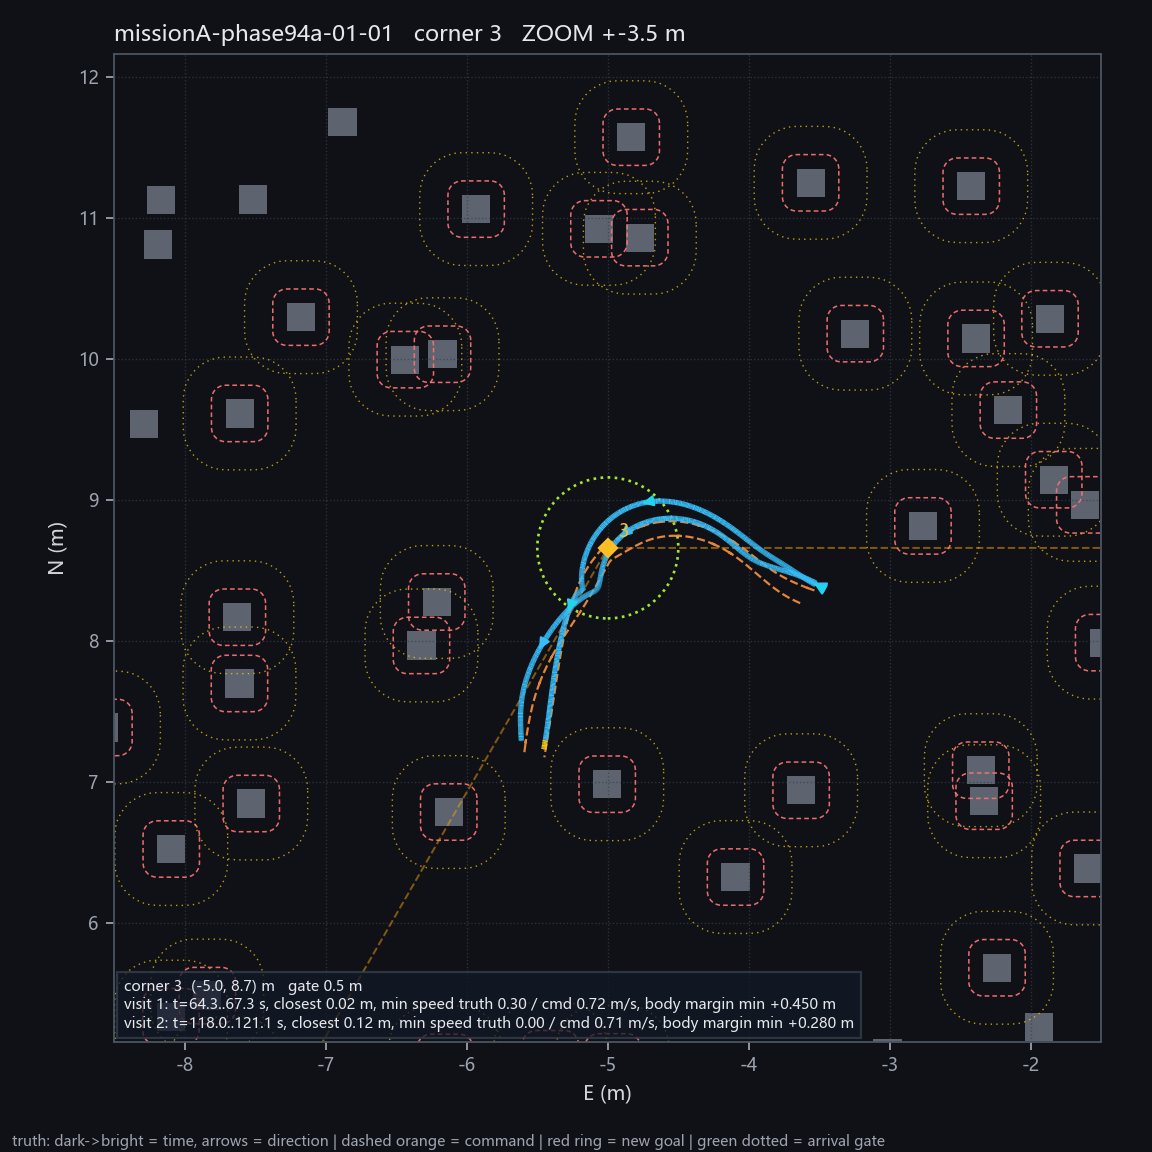 missionA-phase94a-01-01   corner 3   ZOOM +-3.5 m
12
11
10
9
8
7
6
N (m)
3
corner 3  (-5.0, 8.7) m   gate 0.5 m
visit 1: t=64.3..67.3 s, closest 0.02 m, min speed truth 0.30 / cmd 0.72 m/s, body margin min +0.450 m
visit 2: t=118.0..121.1 s, closest 0.12 m, min speed truth 0.00 / cmd 0.71 m/s, body margin min +0.280 m
-8 -7 -6 -5 -4 -3 -2
E (m)
truth: dark->bright = time, arrows = direction | dashed orange = command | red ring = new goal | green dotted = arrival gate